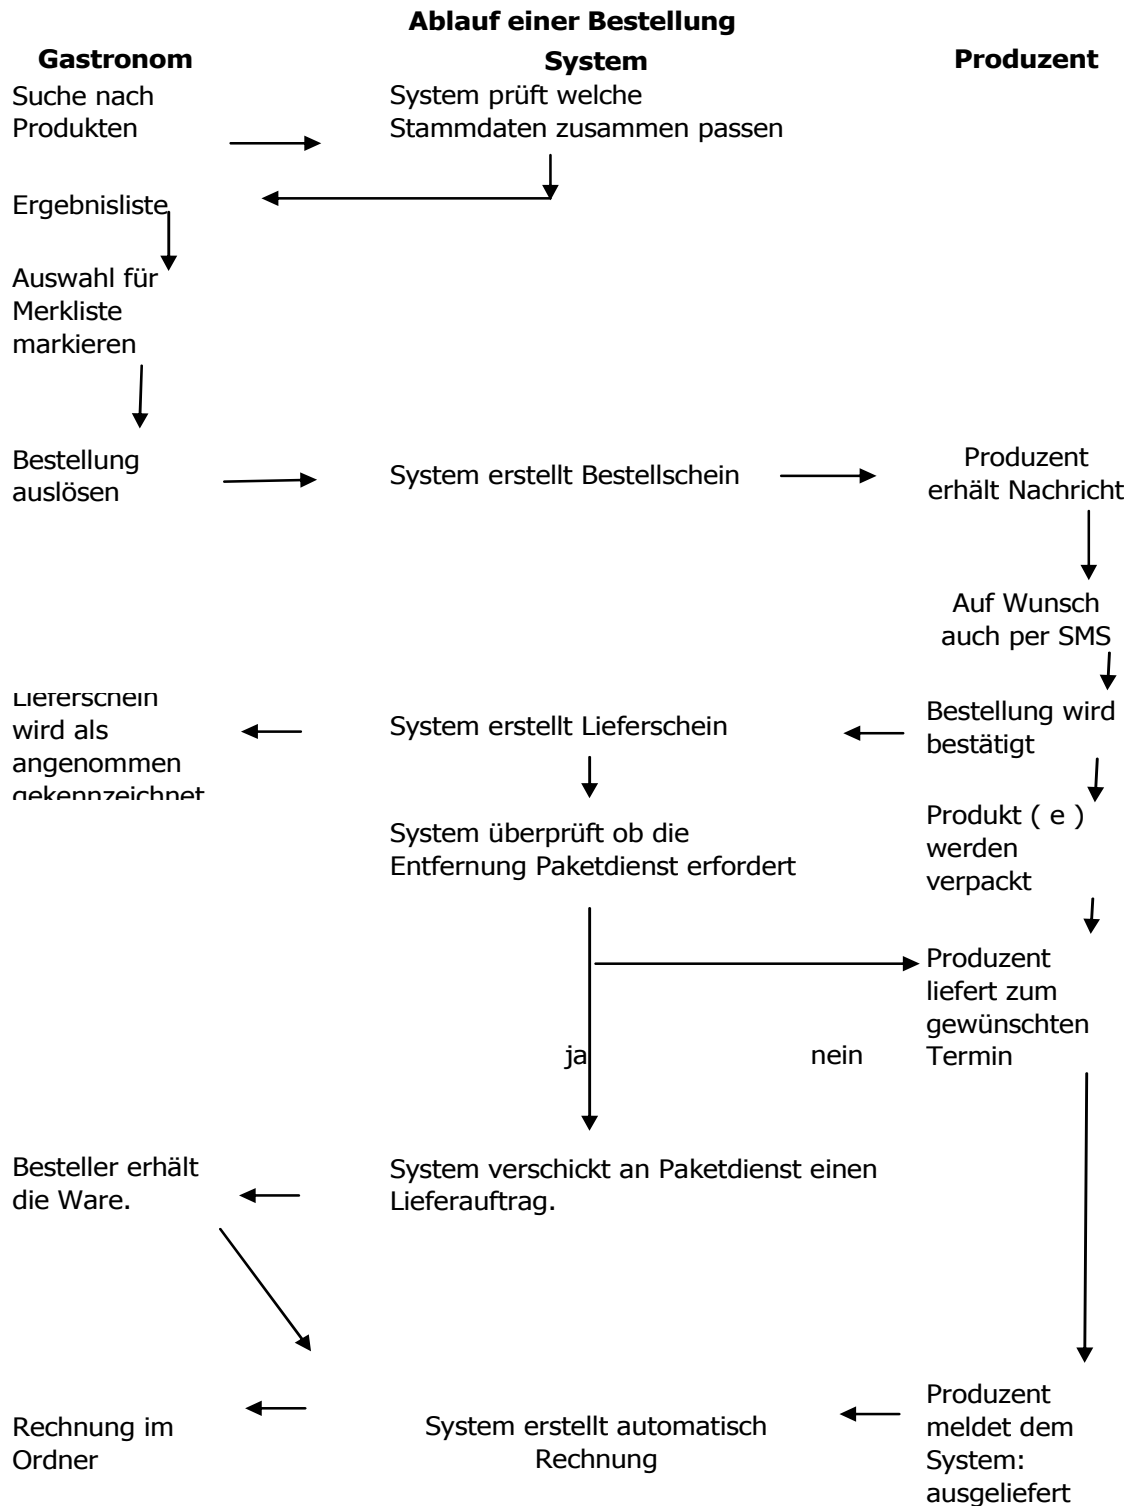 Ablauf einer Bestellung
Gastronom
System
Produzent
Suche nach
Produkten
System prüft welche
Stammdaten zusammen passen
Ergebnisliste
Auswahl für
Merkliste
markieren
Bestellung
auslösen
System erstellt Bestellschein
Produzent
erhält Nachricht
Auf Wunsch
auch per SMS
Lieferschein
wird als
angenommen
gekennzeichnet
System erstellt Lieferschein
Bestellung wird
bestätigt
System überprüft ob die
Entfernung Paketdienst erfordert
Produkt ( e )
werden
verpackt
Produzent
liefert zum
gewünschten
Termin
ja
nein
Besteller erhält
die Ware.
System verschickt an Paketdienst einen
Lieferauftrag.
Rechnung im
Ordner
System erstellt automatisch
Rechnung
Produzent
meldet dem
System:
ausgeliefert